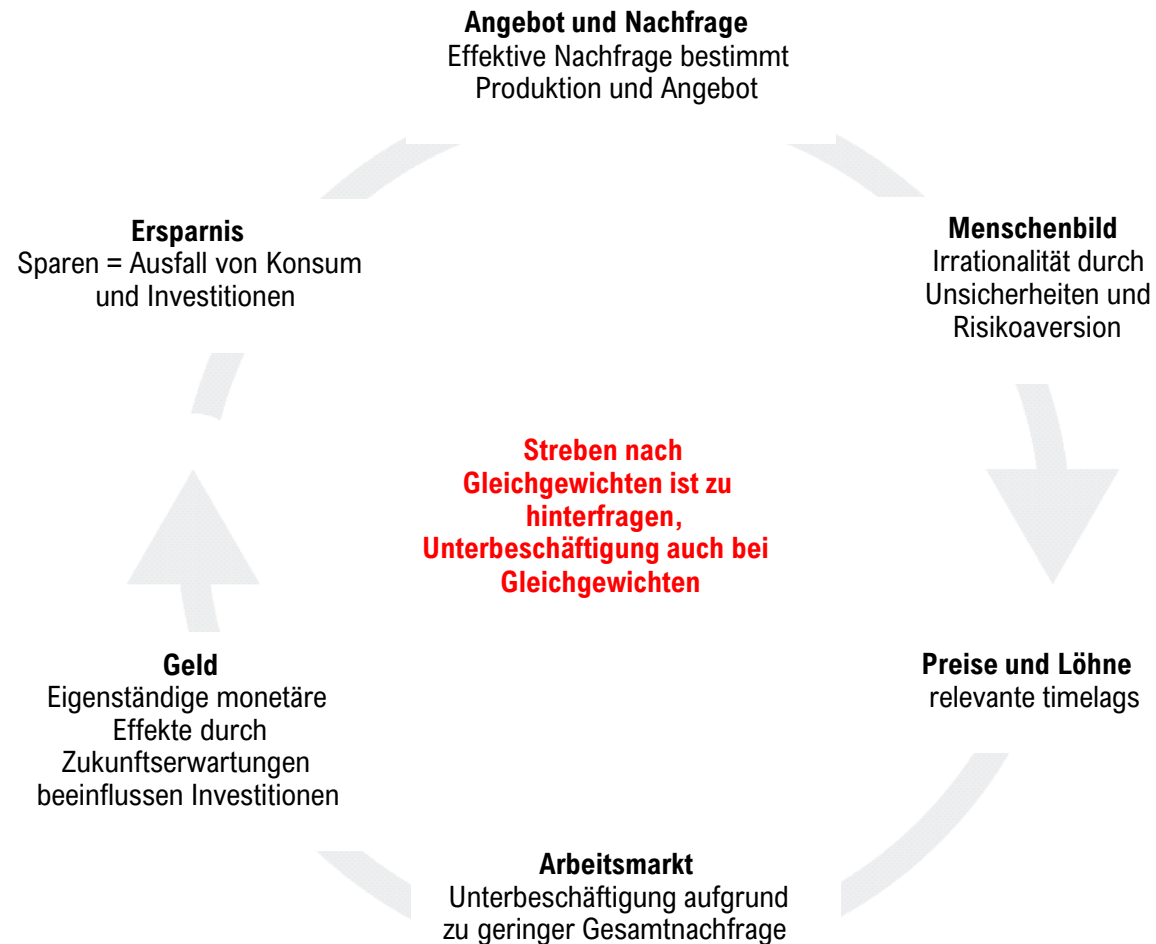 Angebot und Nachfrage
Effektive Nachfrage bestimmt
Produktion und Angebot
Ersparnis
Sparen = Ausfall von Konsum
und Investitionen
Menschenbild
Irrationalität durch
Unsicherheiten und
Risikoaversion
Streben nach
Gleichgewichten ist zu
hinterfragen,
Unterbeschäftigung auch bei
Gleichgewichten
Geld
Eigenständige monetäre
Effekte durch
Zukunftserwartungen
beeinflussen Investitionen
Preise und Löhne
relevante timelags
Arbeitsmarkt
Unterbeschäftigung aufgrund
zu geringer Gesamtnachfrage